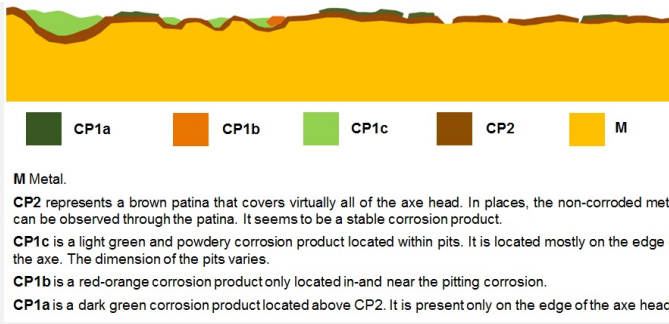 CP1a CP1b CP1c CP2 M
M Metal.
CP2 represents a brown patina that covers virtually all of the axe head. In places, the non-corroded met
can be observed through the patina. It seems to be a stable corrosion product.
CP1c is a light green and powdery corrosion product located within pits. It is located mostly on the edge
the axe. The dimension of the pits varies.
CP1b is a red-orange corrosion product only located in-and near the pitting corrosion.
CP1a is a dark green corrosion product located above CP2. It is present only on the edge of the axe head